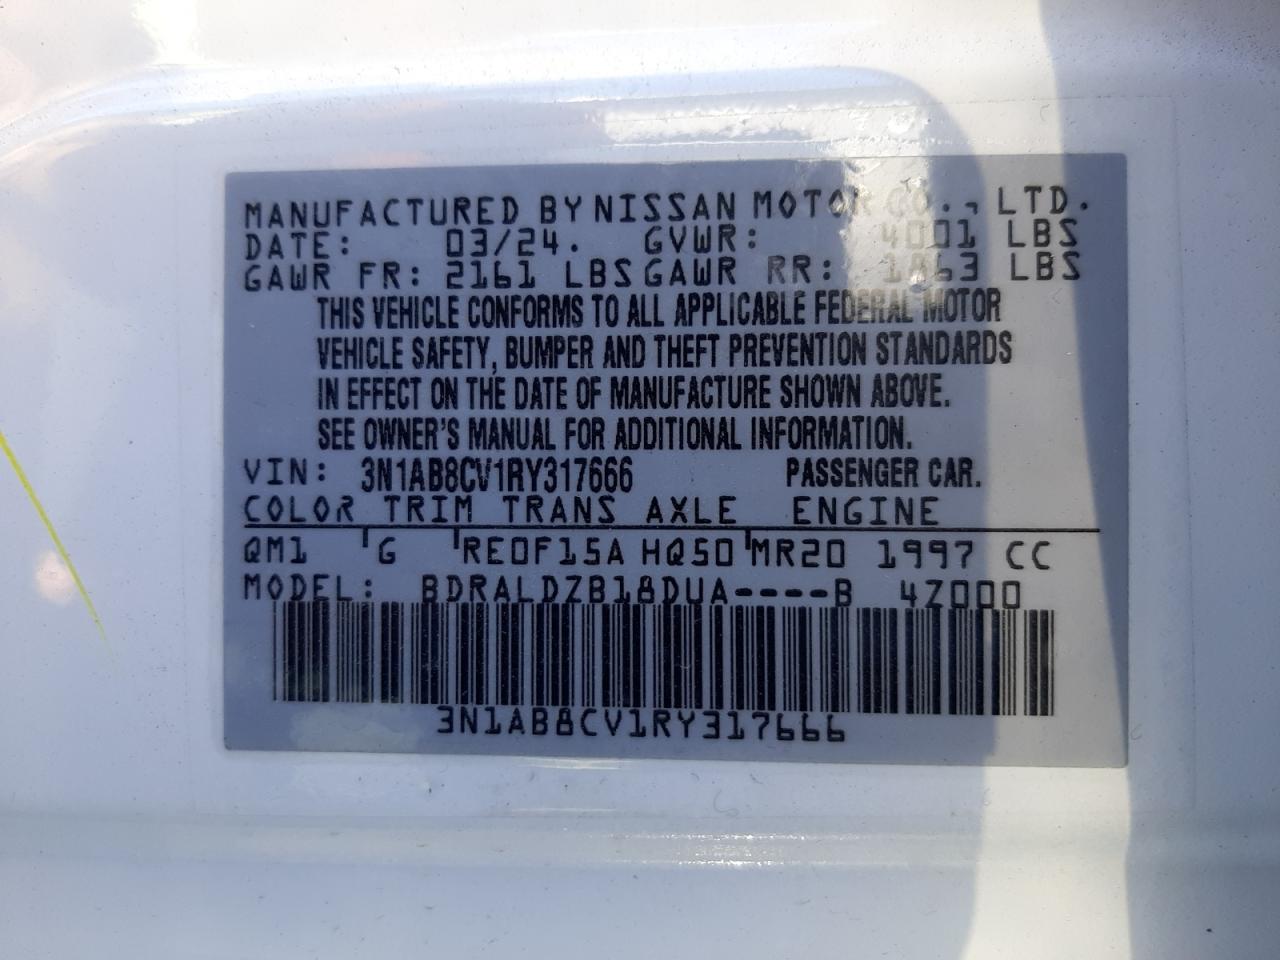 MANUFACTURED BY NISSAN MOTOR CO., LTD.
DATE: 03/24. GVWR: 4001 LBS
GAWR FR: 2161 LBS GAWR RR: 1863 LBS
THIS VEHICLE CONFORMS TO ALL APPLICABLE FEDERAL MOTOR
VEHICLE SAFETY, BUMPER AND THEFT PREVENTION STANDARDS
IN EFFECT ON THE DATE OF MANUFACTURE SHOWN ABOVE.
SEE OWNER'S MANUAL FOR ADDITIONAL INFORMATION.
VIN: 3N1AB8CV1RY317666 PASSENGER CAR.
COLOR TRIM TRANS AXLE ENGINE
QM1 G RE0F15A HQ50 MR20 1997 CC
MODEL: BDRALDZB18DUA----B 4Z000
3N1AB8CV1RY317666